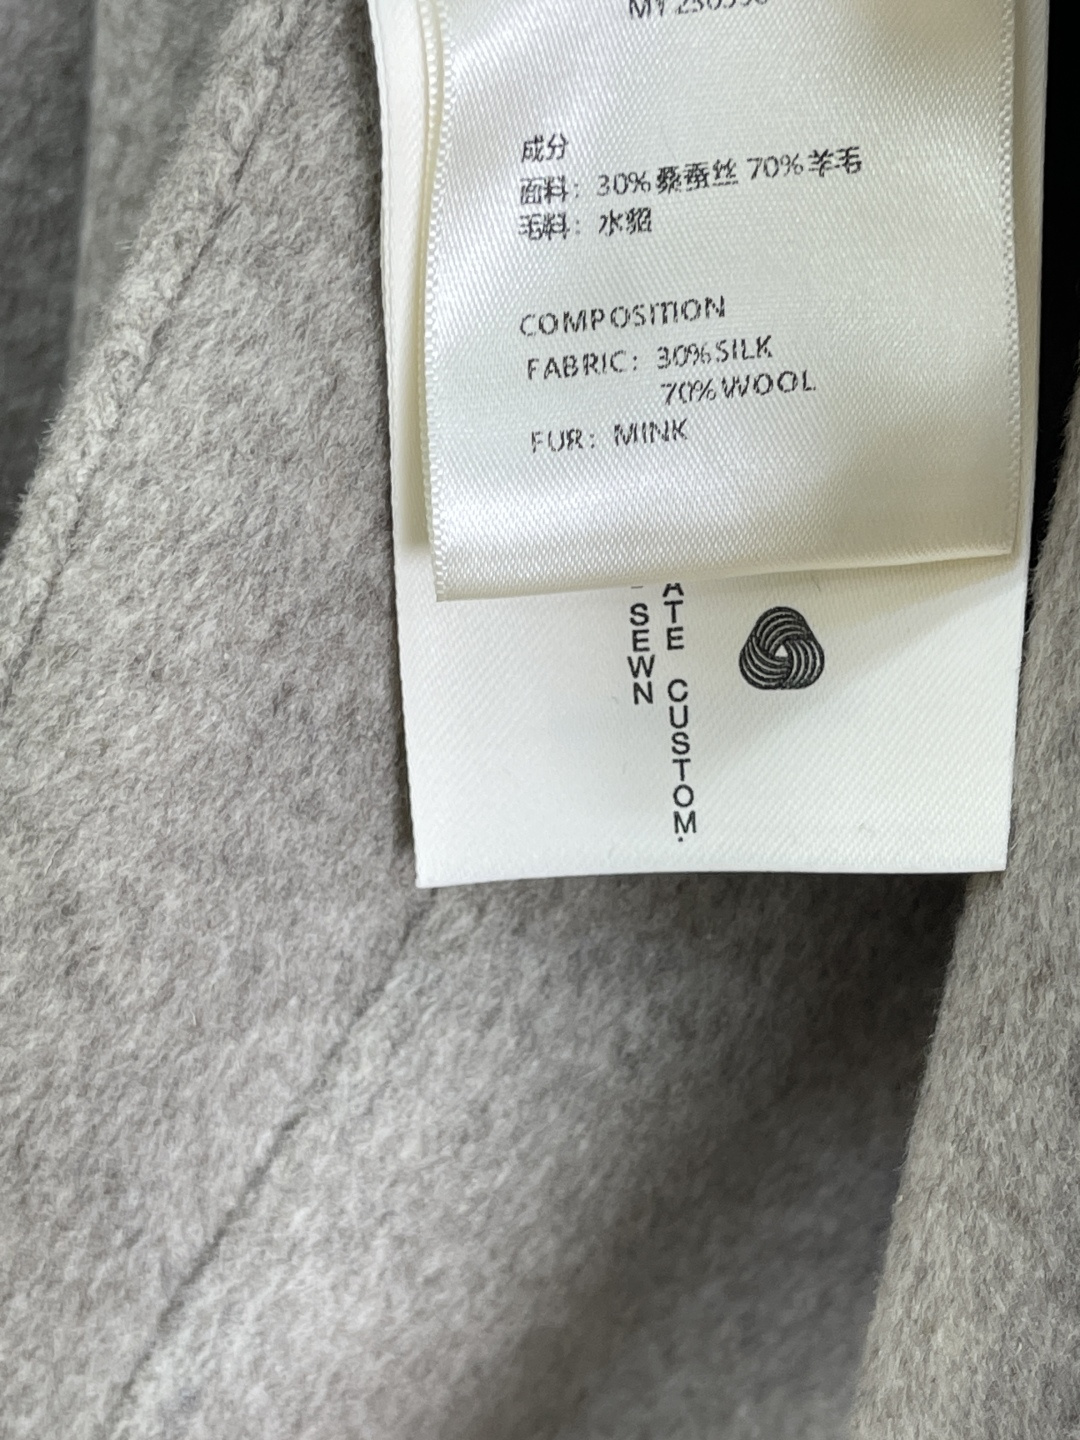 成分
面料：30%桑蚕丝 70%羊毛
毛料：水貂
COMPOSITION
FABRIC: 30%SILK
70%WOOL
FUR: MINK
SEWN
ATE CUSTOM.